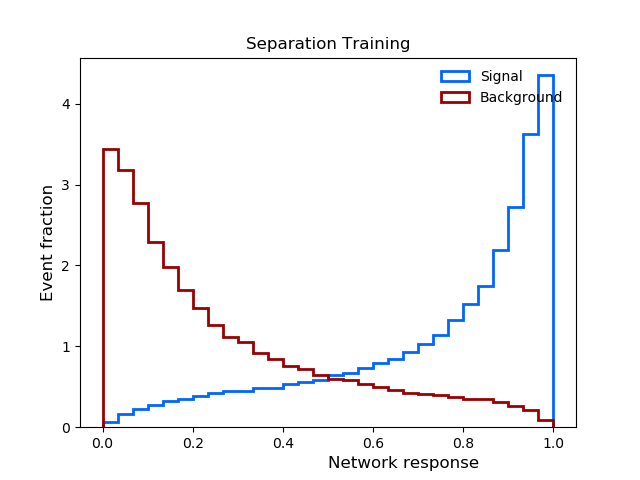 Separation Training
Signal
Background
Event fraction
4
3
2
1
0
0.0 0.2 0.4 0.6 0.8 1.0
Network response